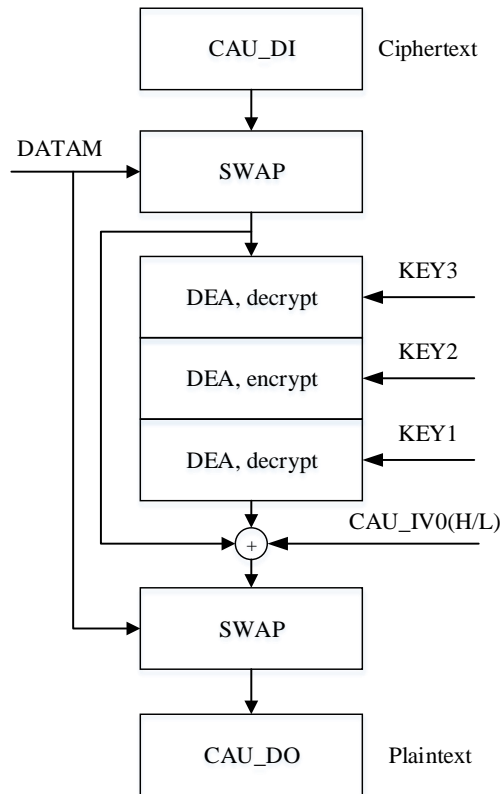 CAU_DI
Ciphertext
DATAM
SWAP
KEY3
DEA, decrypt
KEY2
DEA, encrypt
KEY1
DEA, decrypt
CAU_IV0(H/L)
+
SWAP
CAU_DO
Plaintext